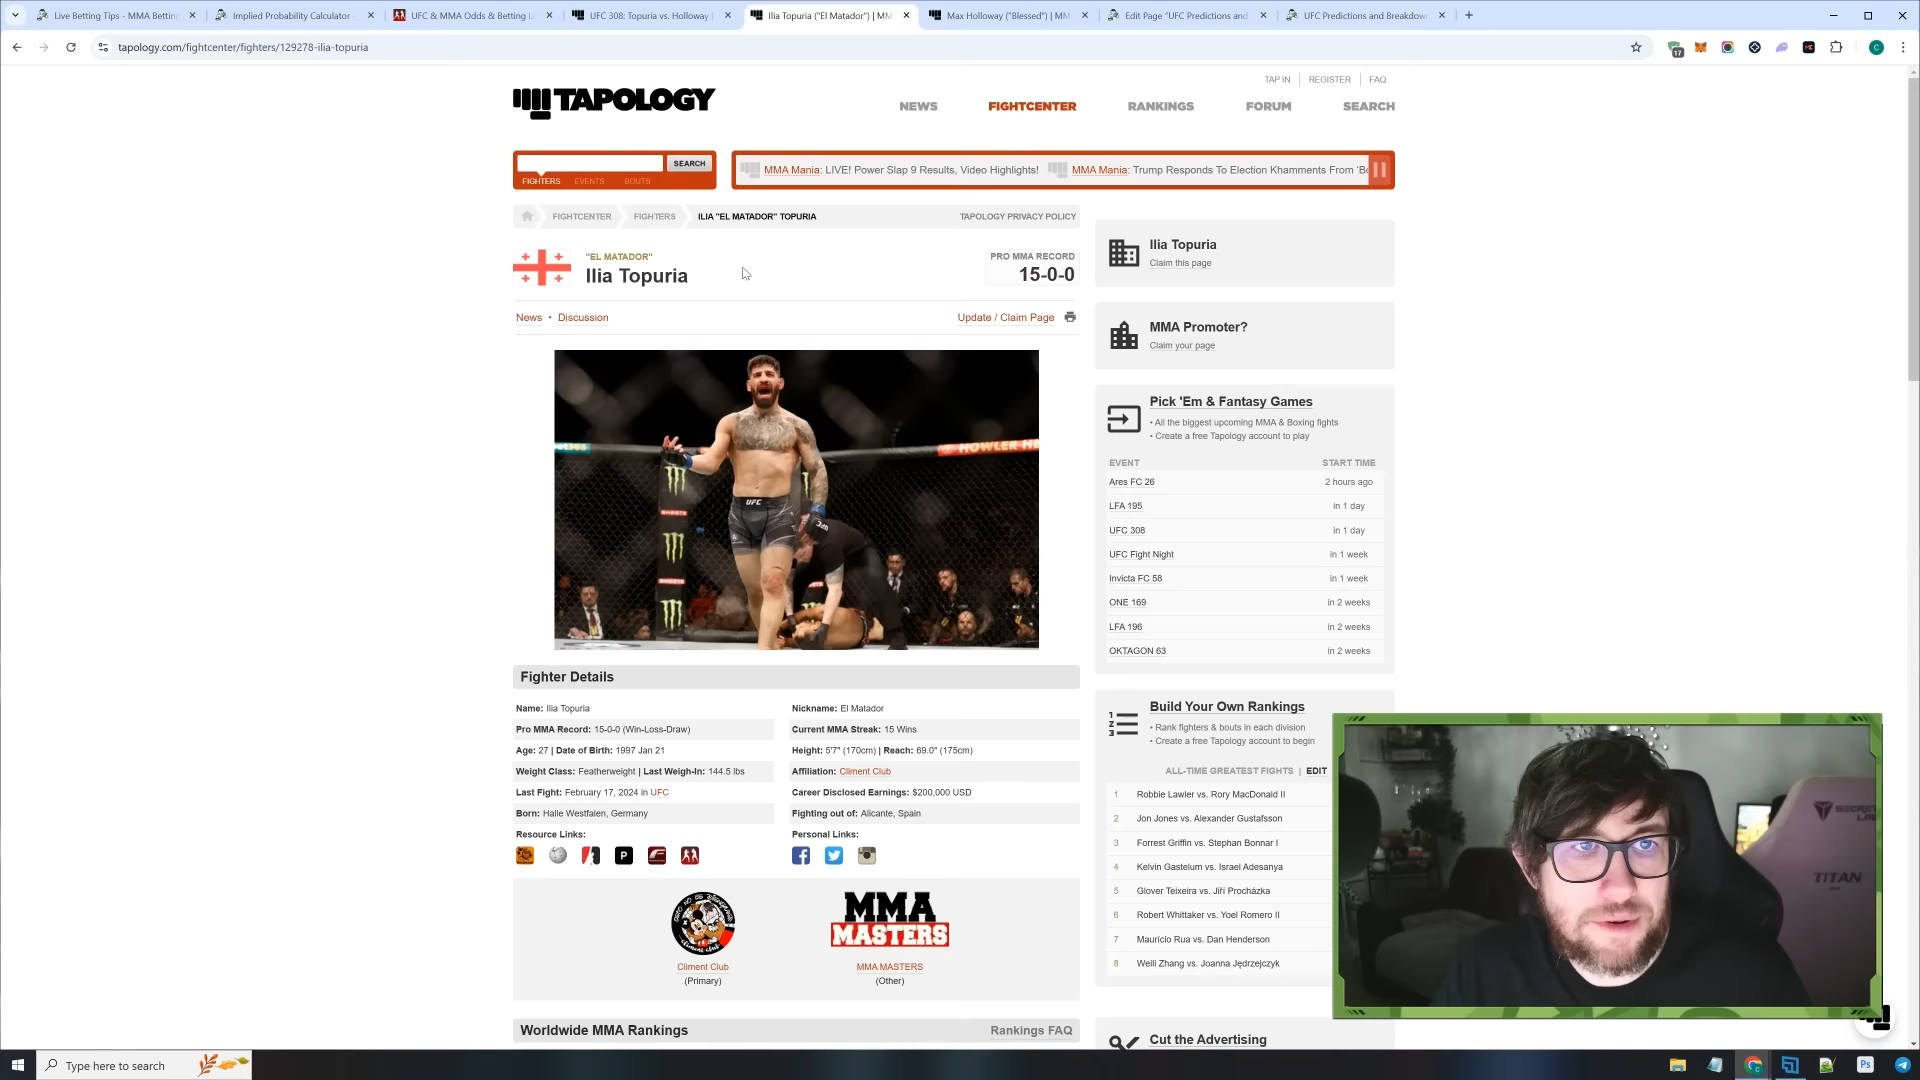 Live Betting Tips - MMA Betting
Implied Probability Calculator -
UFC & MMA Odds & Betting L
UFC 308: Topuria vs. Holloway
Ilia Topuria ("El Matador") | MM
Max Holloway ("Blessed") | MM
Edit Page "UFC Predictions and
UFC Predictions and Breakdown
tapology.com/fightcenter/fighters/129278-ilia-topuria
17
C
TAP IN
REGISTER
FAQ
TAPOLOGY
NEWS
FIGHTCENTER
RANKINGS
FORUM
SEARCH
SEARCH
FIGHTERS
EVENTS
BOUTS
MMA Mania: LIVE! Power Slap 9 Results, Video Highlights!
MMA Mania: Trump Responds To Election Khamments From 'Bo
FIGHTCENTER
FIGHTERS
ILIA "EL MATADOR" TOPURIA
TAPOLOGY PRIVACY POLICY
"EL MATADOR"
Ilia Topuria
PRO MMA RECORD
15-0-0
News • Discussion
Update / Claim Page
HOWLER HE
UFC
Fighter Details
Name: Ilia Topuria
Nickname: El Matador
Pro MMA Record: 15-0-0 (Win-Loss-Draw)
Current MMA Streak: 15 Wins
Age: 27 | Date of Birth: 1997 Jan 21
Height: 5'7" (170cm) | Reach: 69.0" (175cm)
Weight Class: Featherweight | Last Weigh-In: 144.5 lbs
Affiliation: Climent Club
Last Fight: February 17, 2024 in UFC
Career Disclosed Earnings: $200,000 USD
Born: Halle Westfalen, Germany
Fighting out of: Alicante, Spain
Resource Links:
Personal Links:
MMA
MASTERS
Climent Club
(Primary)
MMA MASTERS
(Other)
Worldwide MMA Rankings
Rankings FAQ
Ilia Topuria
Claim this page
MMA Promoter?
Claim your page
Pick 'Em & Fantasy Games
• All the biggest upcoming MMA & Boxing fights
• Create a free Tapology account to play
EVENT
START TIME
Ares FC 26
2 hours ago
LFA 195
in 1 day
UFC 308
in 1 day
UFC Fight Night
in 1 week
Invicta FC 58
in 1 week
ONE 169
in 2 weeks
LFA 196
in 2 weeks
OKTAGON 63
in 2 weeks
Build Your Own Rankings
• Rank fighters & bouts in each division
• Create a free Tapology account to begin
ALL-TIME GREATEST FIGHTS | EDIT
1 Robbie Lawler vs. Rory MacDonald II
2 Jon Jones vs. Alexander Gustafsson
3 Forrest Griffin vs. Stephan Bonnar I
4 Kelvin Gastelum vs. Israel Adesanya
5 Glover Teixeira vs. Jiří Procházka
6 Robert Whittaker vs. Yoel Romero II
7 Maurício Rua vs. Dan Henderson
8 Weili Zhang vs. Joanna Jędrzejczyk
Cut the Advertising
TITAN
Type here to search